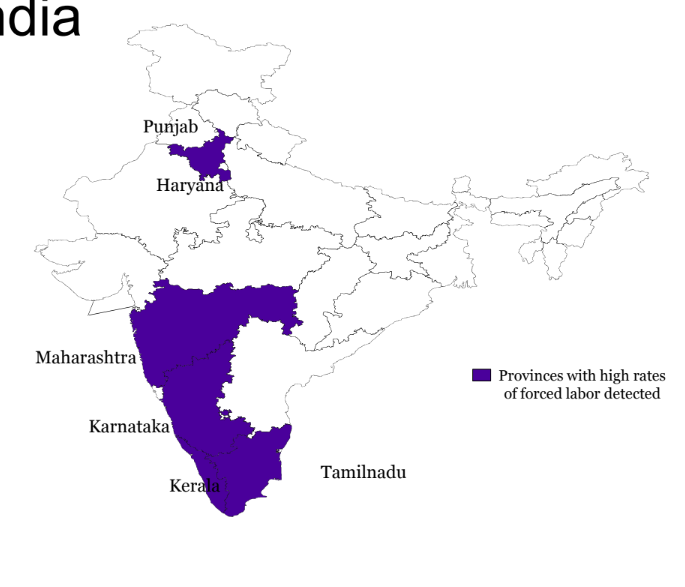 ndia
Punjab
Haryana
Maharashtra
Provinces with high rates
of forced labor detected
Karnataka
Tamilnadu
Kerala